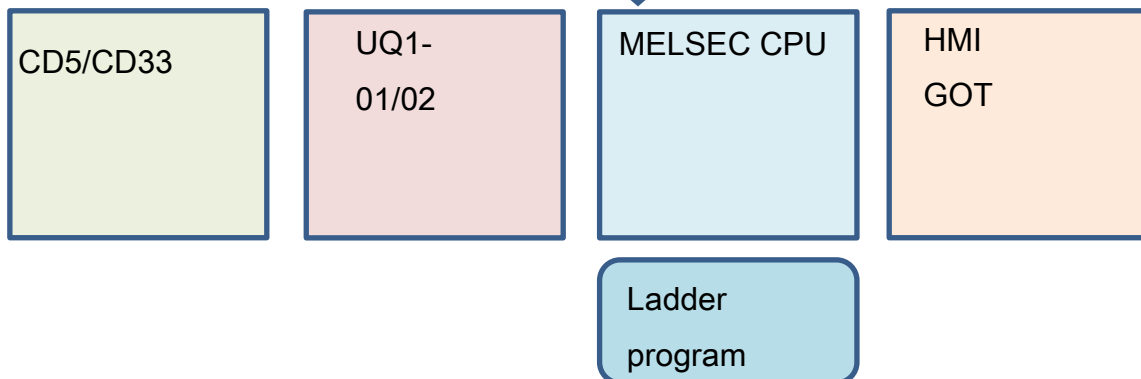 CD5/CD33
UQ1-
01/02
MELSEC CPU
HMI
GOT
Ladder
program